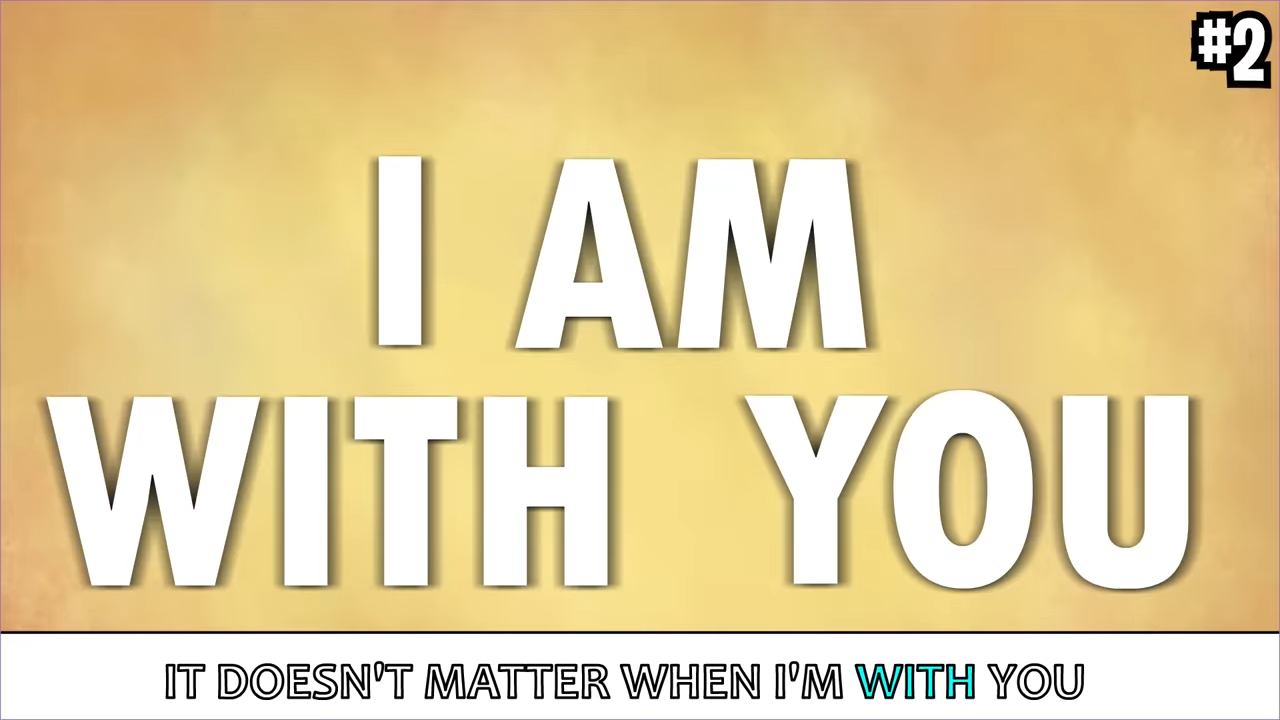 #2
I AM
WITH YOU
IT DOESN'T MATTER WHEN I'M WITH YOU